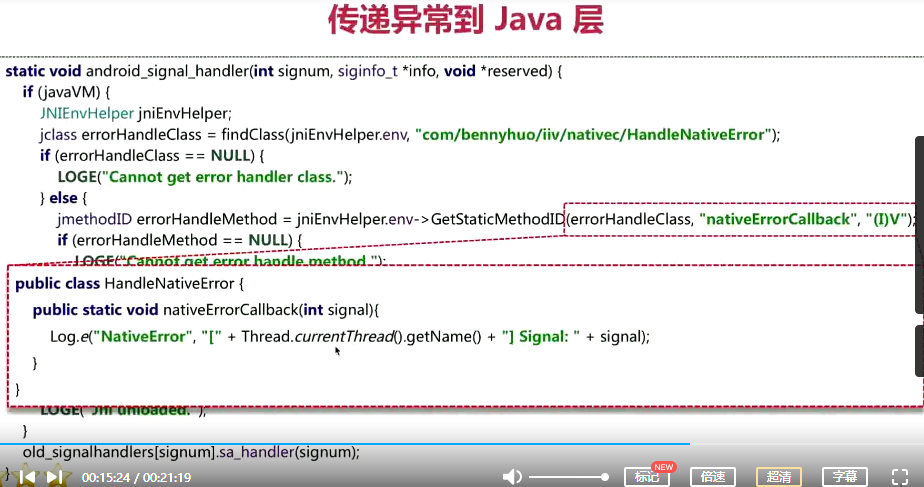 传递异常到 Java 层
static void android_signal_handler(int signum, siginfo_t *info, void *reserved) {
if (javaVM) {
JNIEnvHelper jniEnvHelper;
jclass errorHandleClass = findClass(jniEnvHelper.env, "com/bennyhuo/iiv/nativec/HandleNativeError");
if (errorHandleClass == NULL) {
LOGE("Cannot get error handler class.");
} else {
jmethodID errorHandleMethod = jniEnvHelper.env->GetStaticMethodID(errorHandleClass, "nativeErrorCallback", "(I)V");
if (errorHandleMethod == NULL) {
LOGE("Cannot get error handle method.");
public class HandleNativeError {
public static void nativeErrorCallback(int signal){
Log.e("NativeError", "[" + Thread.currentThread().getName() + "] Signal: " + signal);
}
}
LOGE("Jni unloaded.");
}
old_signalhandlers[signum].sa_handler(signum);
}
00:15:24 / 00:21:19 标记 NEW 倍速 超清 字幕